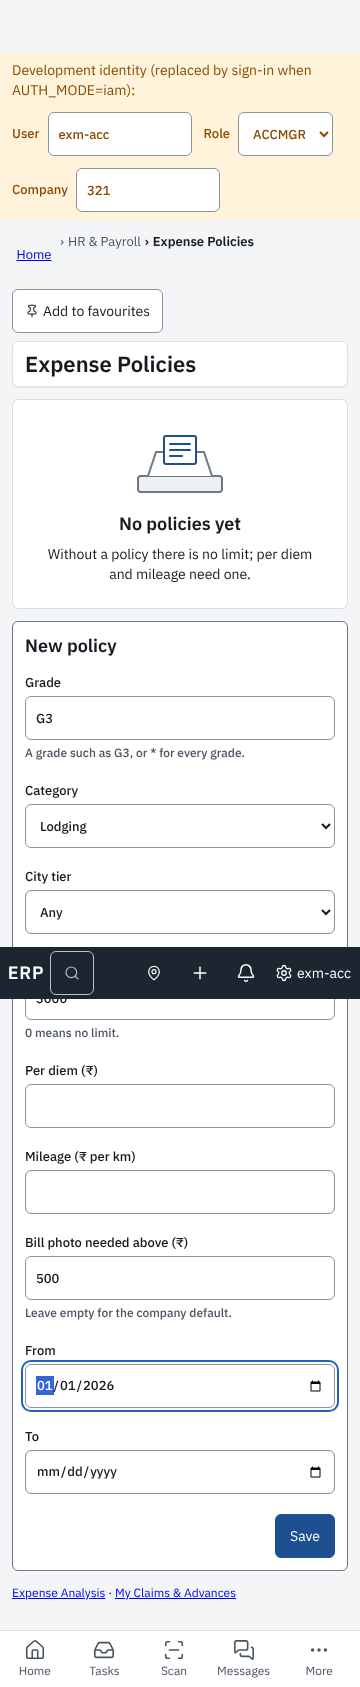 Development identity (replaced by sign-in when
AUTH_MODE=iam):
User exm-acc Role ACCMGR
Company 321
Home › HR & Payroll › Expense Policies
Add to favourites
Expense Policies
No policies yet
Without a policy there is no limit; per diem
and mileage need one.
New policy
Grade
G3
A grade such as G3, or * for every grade.
Category
Lodging
City tier
Any
ERP exm-acc
0 means no limit.
Per diem (₹)
Mileage (₹ per km)
Bill photo needed above (₹)
500
Leave empty for the company default.
From
01/01/2026
To
mm/dd/yyyy
Save
Expense Analysis · My Claims & Advances
Home Tasks Scan Messages More